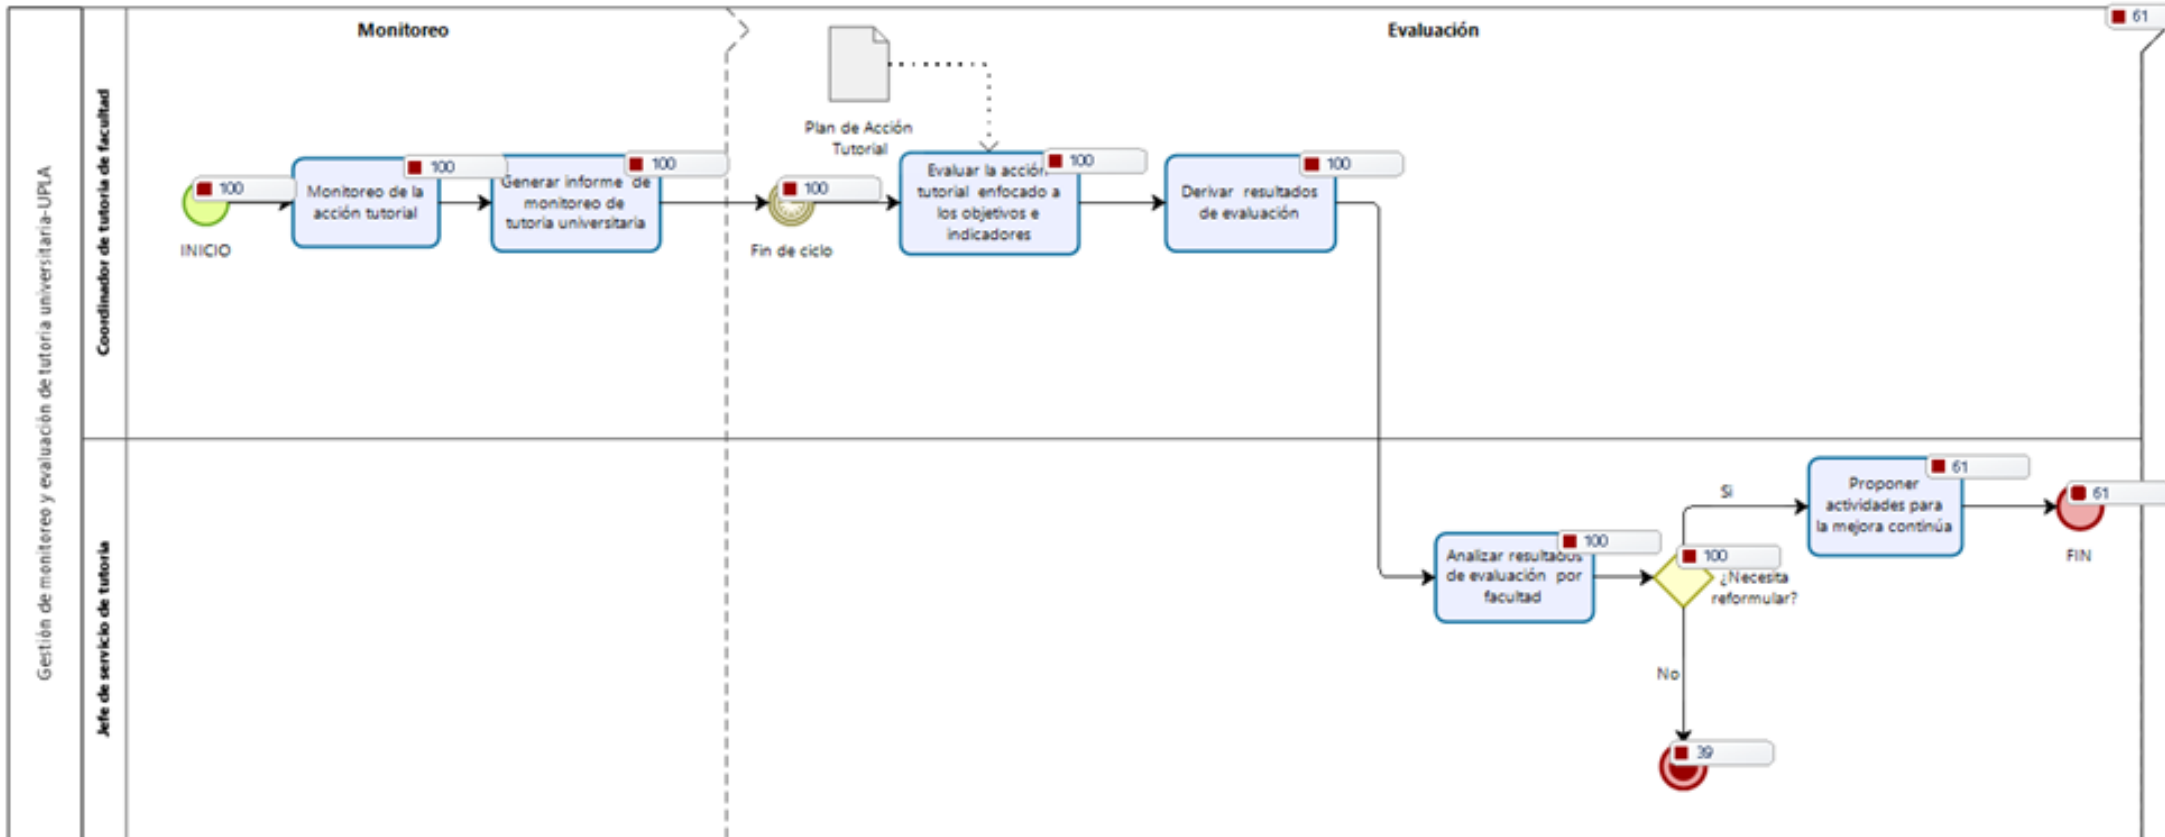 Monitoreo
Evaluación
61
Gestión de monitoreo y evaluación de tutoria universitaria-UPLA
Coordinador de tutoria de facultad
Plan de Acción
Tutorial
100
INICIO
100
Monitoreo de la
acción tutorial
100
Generar informe de
monitoreo de
tutoria universitaria
100
Fin de ciclo
100
Evaluar la acción
tutorial enfocado a
los objetivos e
indicadores
100
Derivar resultados
de evaluación
Jefe de servicio de tutoria
100
Analizar resultados
de evaluación por
facultad
100
¿Necesita
reformular?
Si
61
Proponer
actividades para
la mejora continúa
61
FIN
No
39